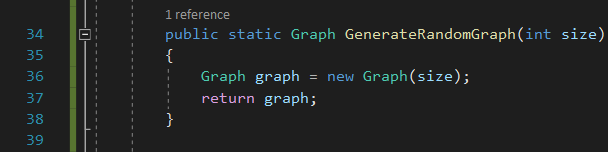 1 reference
34 public static Graph GenerateRandomGraph(int size)
35 {
36 Graph graph = new Graph(size);
37 return graph;
38 }
39